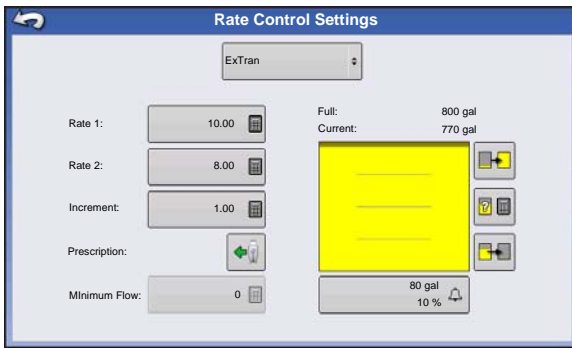 Rate Control Settings
ExTran
Rate 1:
10.00
Rate 2:
8.00
Increment:
1.00
Prescription:
MInimum Flow:
0
Full: 800 gal
Current: 770 gal
?
80 gal
10 %